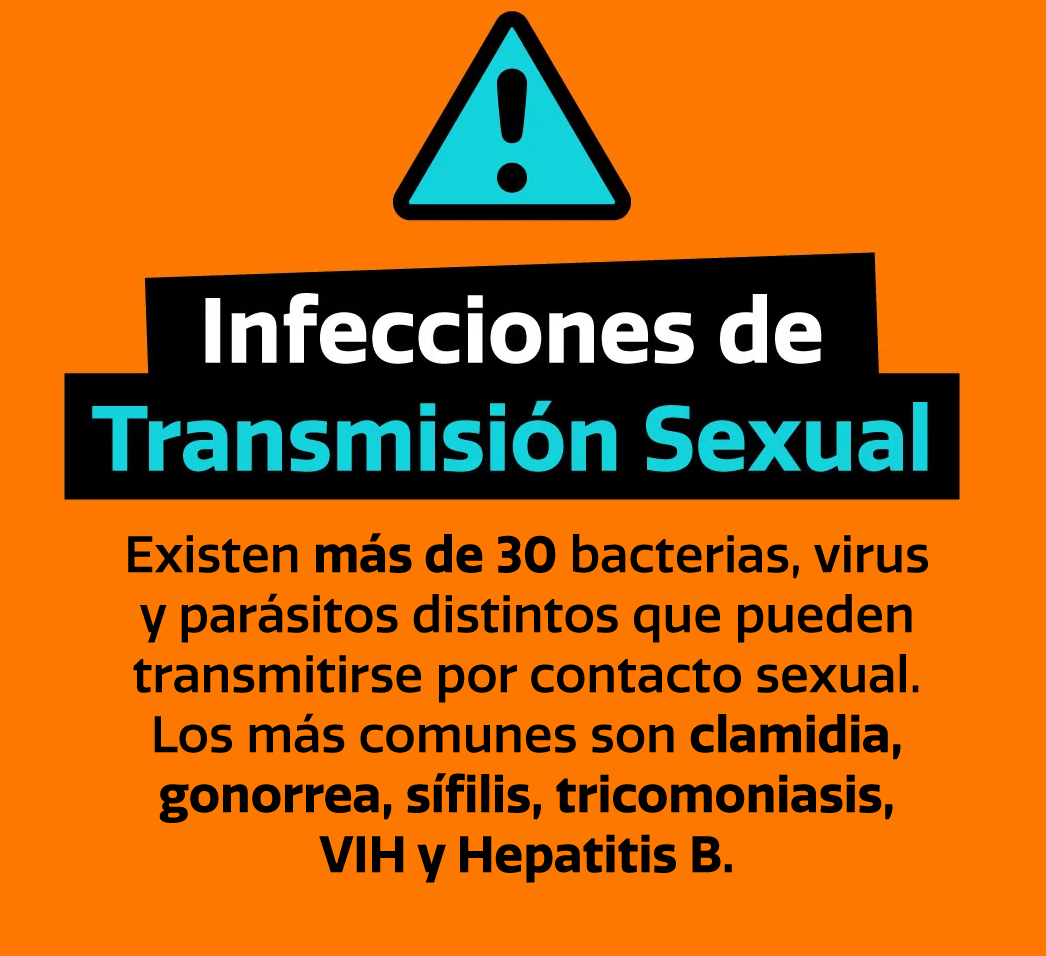 Infecciones de
Transmisión Sexual
Existen más de 30 bacterias, virus
y parásitos distintos que pueden
transmitirse por contacto sexual.
Los más comunes son clamidia,
gonorrea, sífilis, tricomoniasis,
VIH y Hepatitis B.